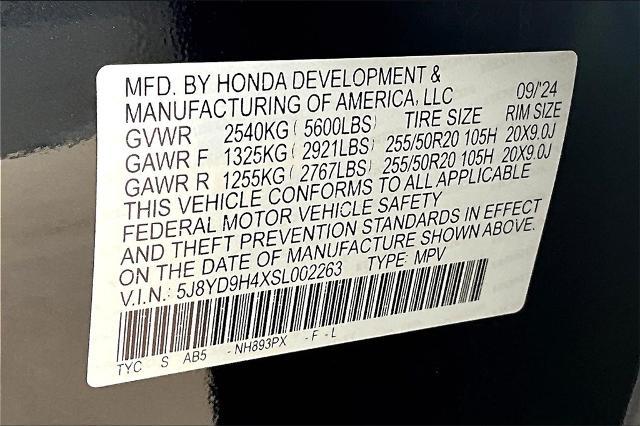 MFD. BY HONDA DEVELOPMENT &
MANUFACTURING OF AMERICA, LLC 09/'24
GVWR 2540KG ( 5600LBS) TIRE SIZE RIM SIZE
GAWR F 1325KG ( 2921LBS) 255/50R20 105H 20X9.0J
GAWR R 1255KG ( 2767LBS) 255/50R20 105H 20X9.0J
THIS VEHICLE CONFORMS TO ALL APPLICABLE
FEDERAL MOTOR VEHICLE SAFETY
AND THEFT PREVENTION STANDARDS IN EFFECT
ON THE DATE OF MANUFACTURE SHOWN ABOVE.
V.I.N.: 5J8YD9H4XSL002263 TYPE: MPV
TYC S AB5 - NH893PX - F - L